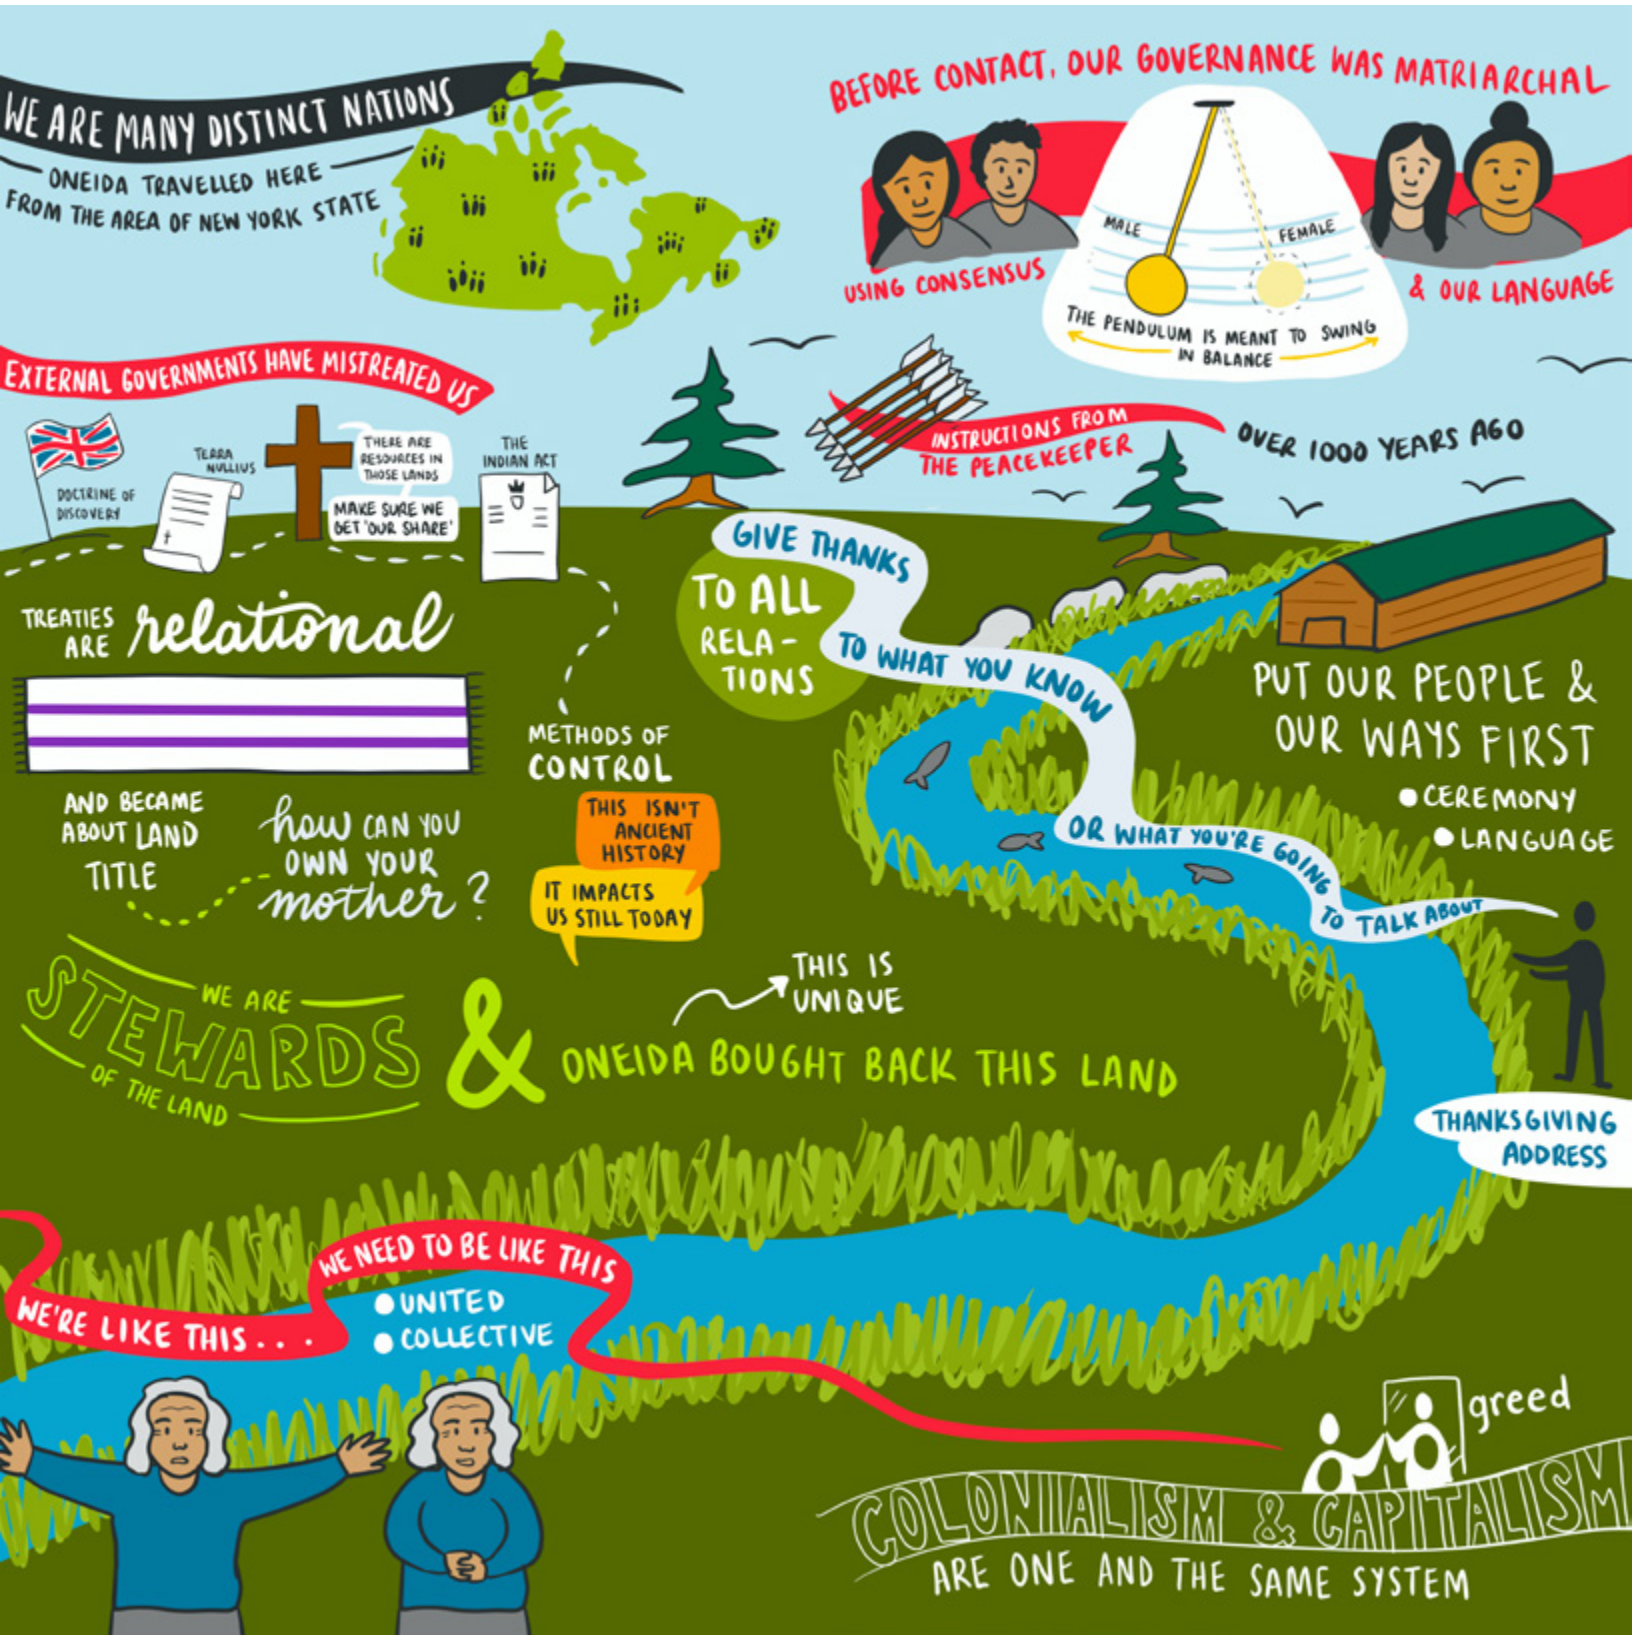 WE ARE MANY DISTINCT NATIONS
ONEIDA TRAVELLED HERE
FROM THE AREA OF NEW YORK STATE
BEFORE CONTACT, OUR GOVERNANCE WAS MATRIARCHAL
MALE
FEMALE
USING CONSENSUS
& OUR LANGUAGE
THE PENDULUM IS MEANT TO SWING
IN BALANCE
EXTERNAL GOVERNMENTS HAVE MISTREATED US
DOCTRINE OF
DISCOVERY
TERRA
NULLIUS
THERE ARE
RESOURCES IN
THOSE LANDS
MAKE SURE WE
GET 'OUR SHARE'
THE
INDIAN ACT
INSTRUCTIONS FROM
THE PEACEKEEPER
OVER 1000 YEARS AGO
TREATIES
ARE relational
AND BECAME
ABOUT LAND
TITLE
how CAN YOU
OWN YOUR
mother?
METHODS OF
CONTROL
THIS ISN'T
ANCIENT
HISTORY
IT IMPACTS
US STILL TODAY
GIVE THANKS
TO ALL
RELA-
TIONS
TO WHAT YOU KNOW
OR WHAT YOU'RE GOING
TO TALK ABOUT
PUT OUR PEOPLE &
OUR WAYS FIRST
● CEREMONY
● LANGUAGE
THANKSGIVING
ADDRESS
WE ARE
STEWARDS
OF THE LAND
&
THIS IS
UNIQUE
ONEIDA BOUGHT BACK THIS LAND
WE'RE LIKE THIS...
WE NEED TO BE LIKE THIS
● UNITED
● COLLECTIVE
greed
COLONIALISM & CAPITALISM
ARE ONE AND THE SAME SYSTEM